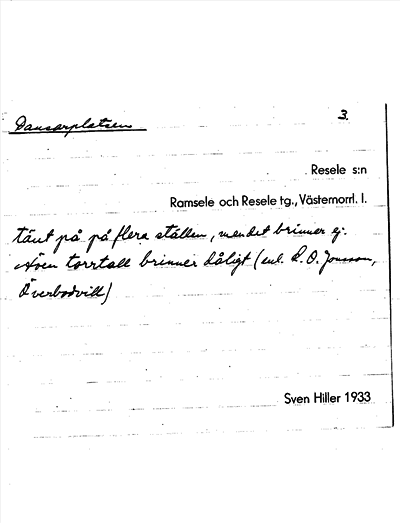 Dansarplatsen 3.
Resele s:n
Ramsele och Resele tg., Västernorrl. l.
tänt på på flera ställen, men det brinner ej.
Även torrtall brinner dåligt (enl. L. O. Jonsson,
Överbodvill)
Sven Hiller 1933